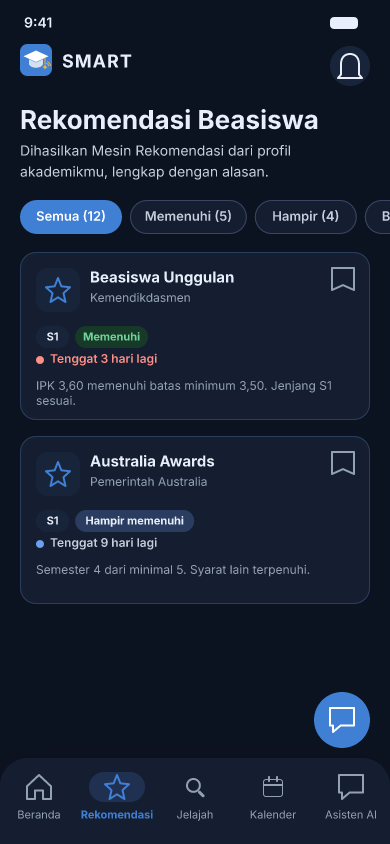 9:41
SMART
Rekomendasi Beasiswa
Dihasilkan Mesin Rekomendasi dari profil
akademikmu, lengkap dengan alasan.
Semua (12)
Memenuhi (5)
Hampir (4)
B
Beasiswa Unggulan
Kemendikdasmen
S1
Memenuhi
Tenggat 3 hari lagi
IPK 3,60 memenuhi batas minimum 3,50. Jenjang S1
sesuai.
Australia Awards
Pemerintah Australia
S1
Hampir memenuhi
Tenggat 9 hari lagi
Semester 4 dari minimal 5. Syarat lain terpenuhi.
Beranda
Rekomendasi
Jelajah
Kalender
Asisten AI